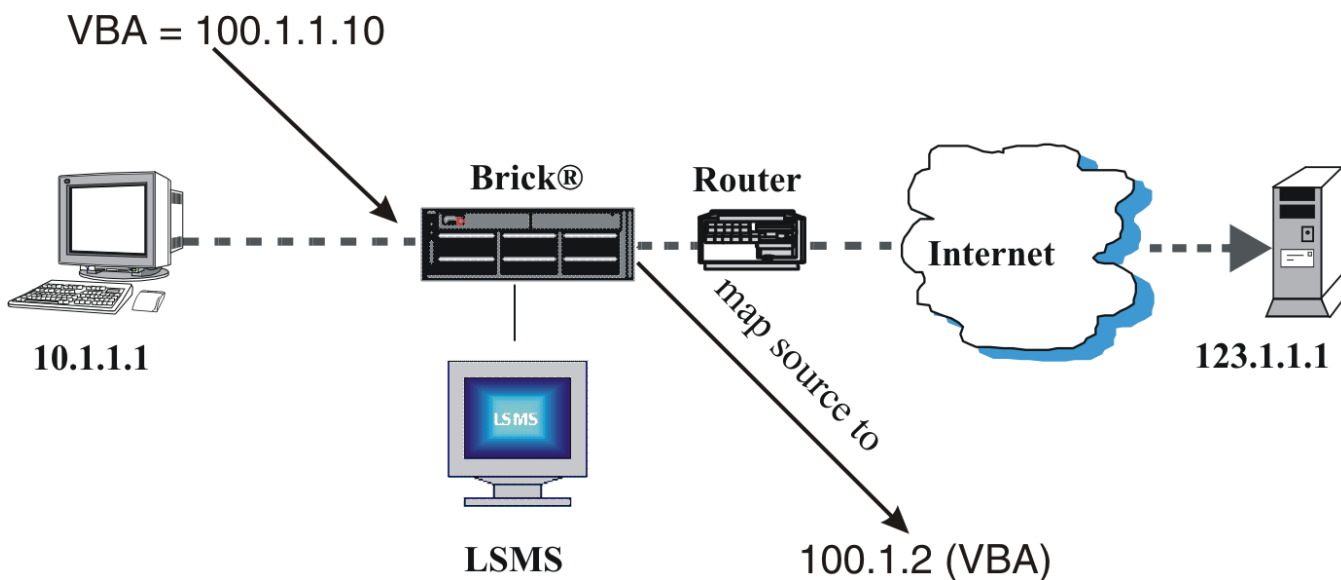 VBA = 100.1.1.10
Brick®
Router
Internet
map source to
10.1.1.1
123.1.1.1
LSMS
LSMS
100.1.2 (VBA)